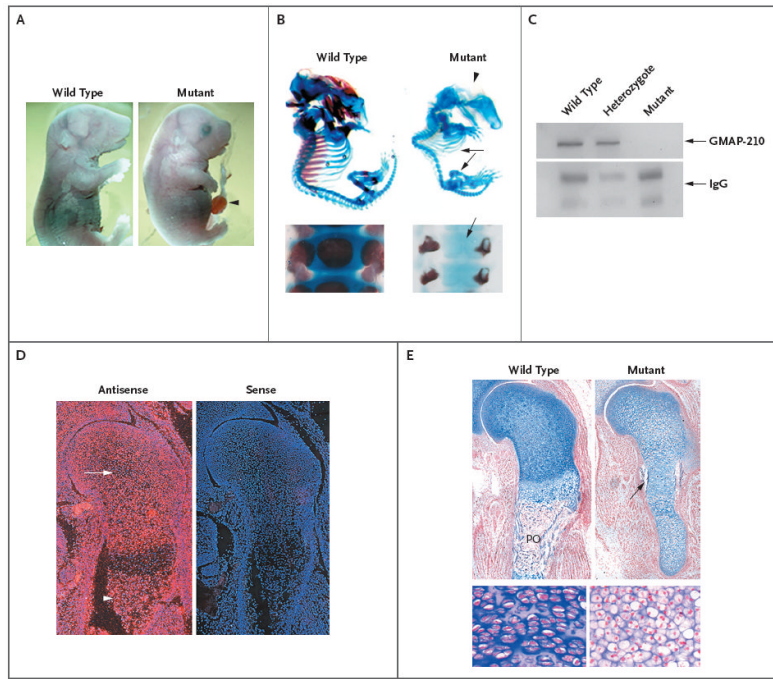 A
Wild Type
Mutant
B
Wild Type
Mutant
C
Wild Type
Heterozygote
Mutant
GMAP-210
IgG
D
Antisense
Sense
E
Wild Type
Mutant
PO